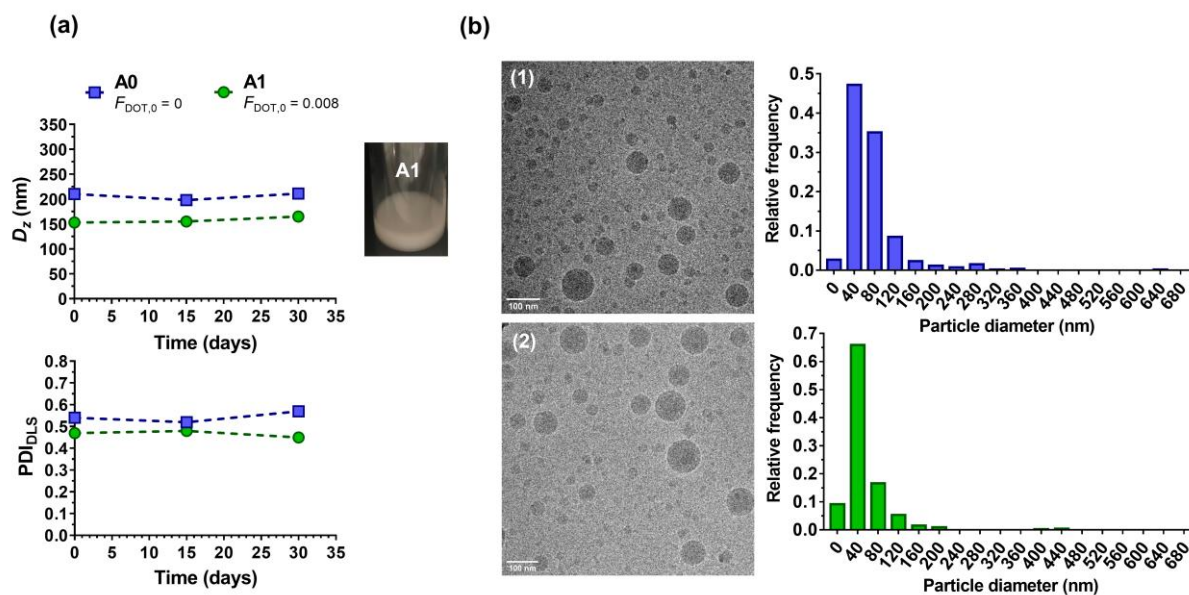 (a)
A0
F_DOT,0 = 0
A1
F_DOT,0 = 0.008
350
300
250
200
150
100
50
0
D_z (nm)
0 5 10 15 20 25 30 35
Time (days)
A1
0.8
0.7
0.6
0.5
0.4
0.3
0.2
0.1
0.0
PDI_DLS
0 5 10 15 20 25 30 35
Time (days)
(b)
(1)
100 nm
0.5
0.4
0.3
0.2
0.1
0.0
Relative frequency
0 40 80 120 160 200 240 280 320 360 400 440 480 520 560 600 640 680
Particle diameter (nm)
(2)
100 nm
0.7
0.6
0.5
0.4
0.3
0.2
0.1
0.0
Relative frequency
0 40 80 120 160 200 240 280 320 360 400 440 480 520 560 600 640 680
Particle diameter (nm)